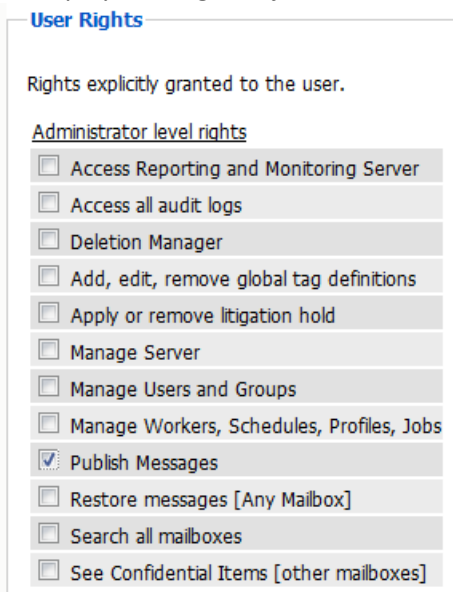 User Rights
Rights explicitly granted to the user.
Administrator level rights
Access Reporting and Monitoring Server
Access all audit logs
Deletion Manager
Add, edit, remove global tag definitions
Apply or remove litigation hold
Manage Server
Manage Users and Groups
Manage Workers, Schedules, Profiles, Jobs
Publish Messages
Restore messages [Any Mailbox]
Search all mailboxes
See Confidential Items [other mailboxes]